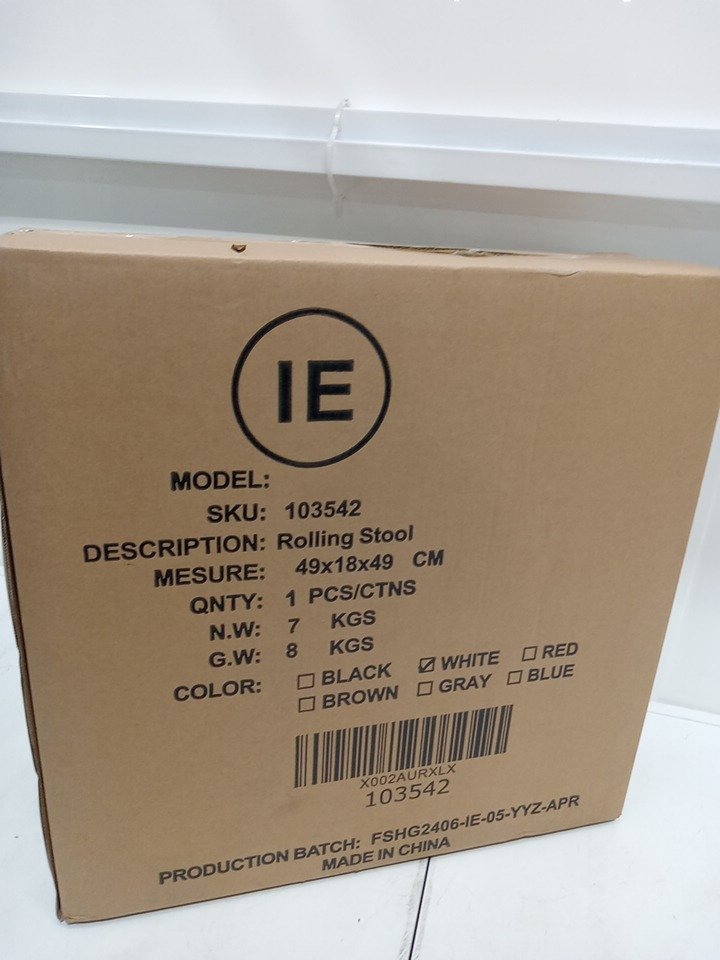 IE
MODEL:
SKU: 103542
DESCRIPTION: Rolling Stool
MESURE: 49x18x49 CM
QNTY: 1 PCS/CTNS
N.W: 7 KGS
G.W: 8 KGS
COLOR: ☐ BLACK ☑ WHITE ☐ RED
☐ BROWN ☐ GRAY ☐ BLUE
X002AURXLX
103542
PRODUCTION BATCH: FSHG2406-IE-05-YYZ-APR
MADE IN CHINA